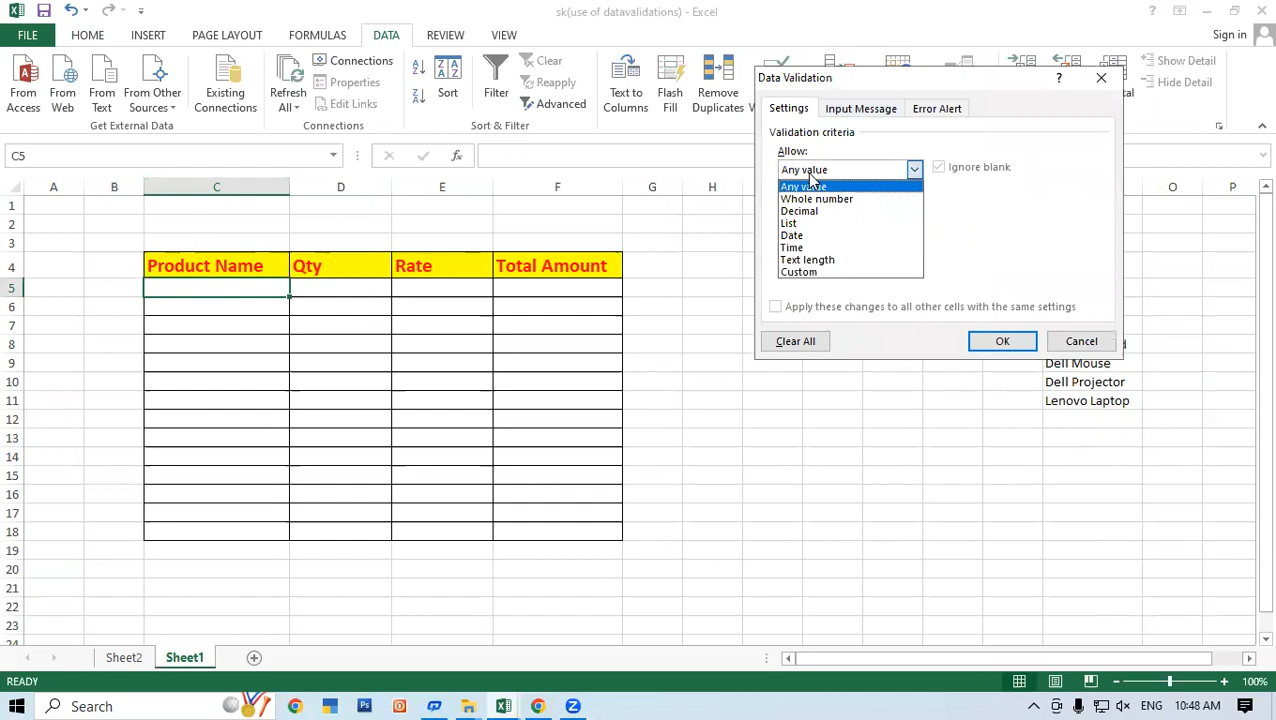 sk(use of datavalidations) - Excel
FILE HOME INSERT PAGE LAYOUT FORMULAS DATA REVIEW VIEW Sign in
From Access
From Web
From Text
From Other Sources
Existing Connections
Get External Data
Refresh All
Connections
Properties
Edit Links
Connections
Sort
Filter
Clear
Reapply
Advanced
Sort & Filter
Text to Columns
Flash Fill
Remove Duplicates
Show Detail
Hide Detail
C5
Data Validation
Settings Input Message Error Alert
Validation criteria
Allow:
Any value
Ignore blank
Any value
Whole number
Decimal
List
Date
Time
Text length
Custom
Apply these changes to all other cells with the same settings
Clear All OK Cancel
A B C D E F G H O P
1
2
3
4 Product Name Qty Rate Total Amount
5
6
7
8
9 Dell Mouse
10 Dell Projector
11 Lenovo Laptop
12
13
14
15
16
17
18
19
20
21
22
23
24
Sheet2 Sheet1
READY 100%
Search ENG 10:48 AM